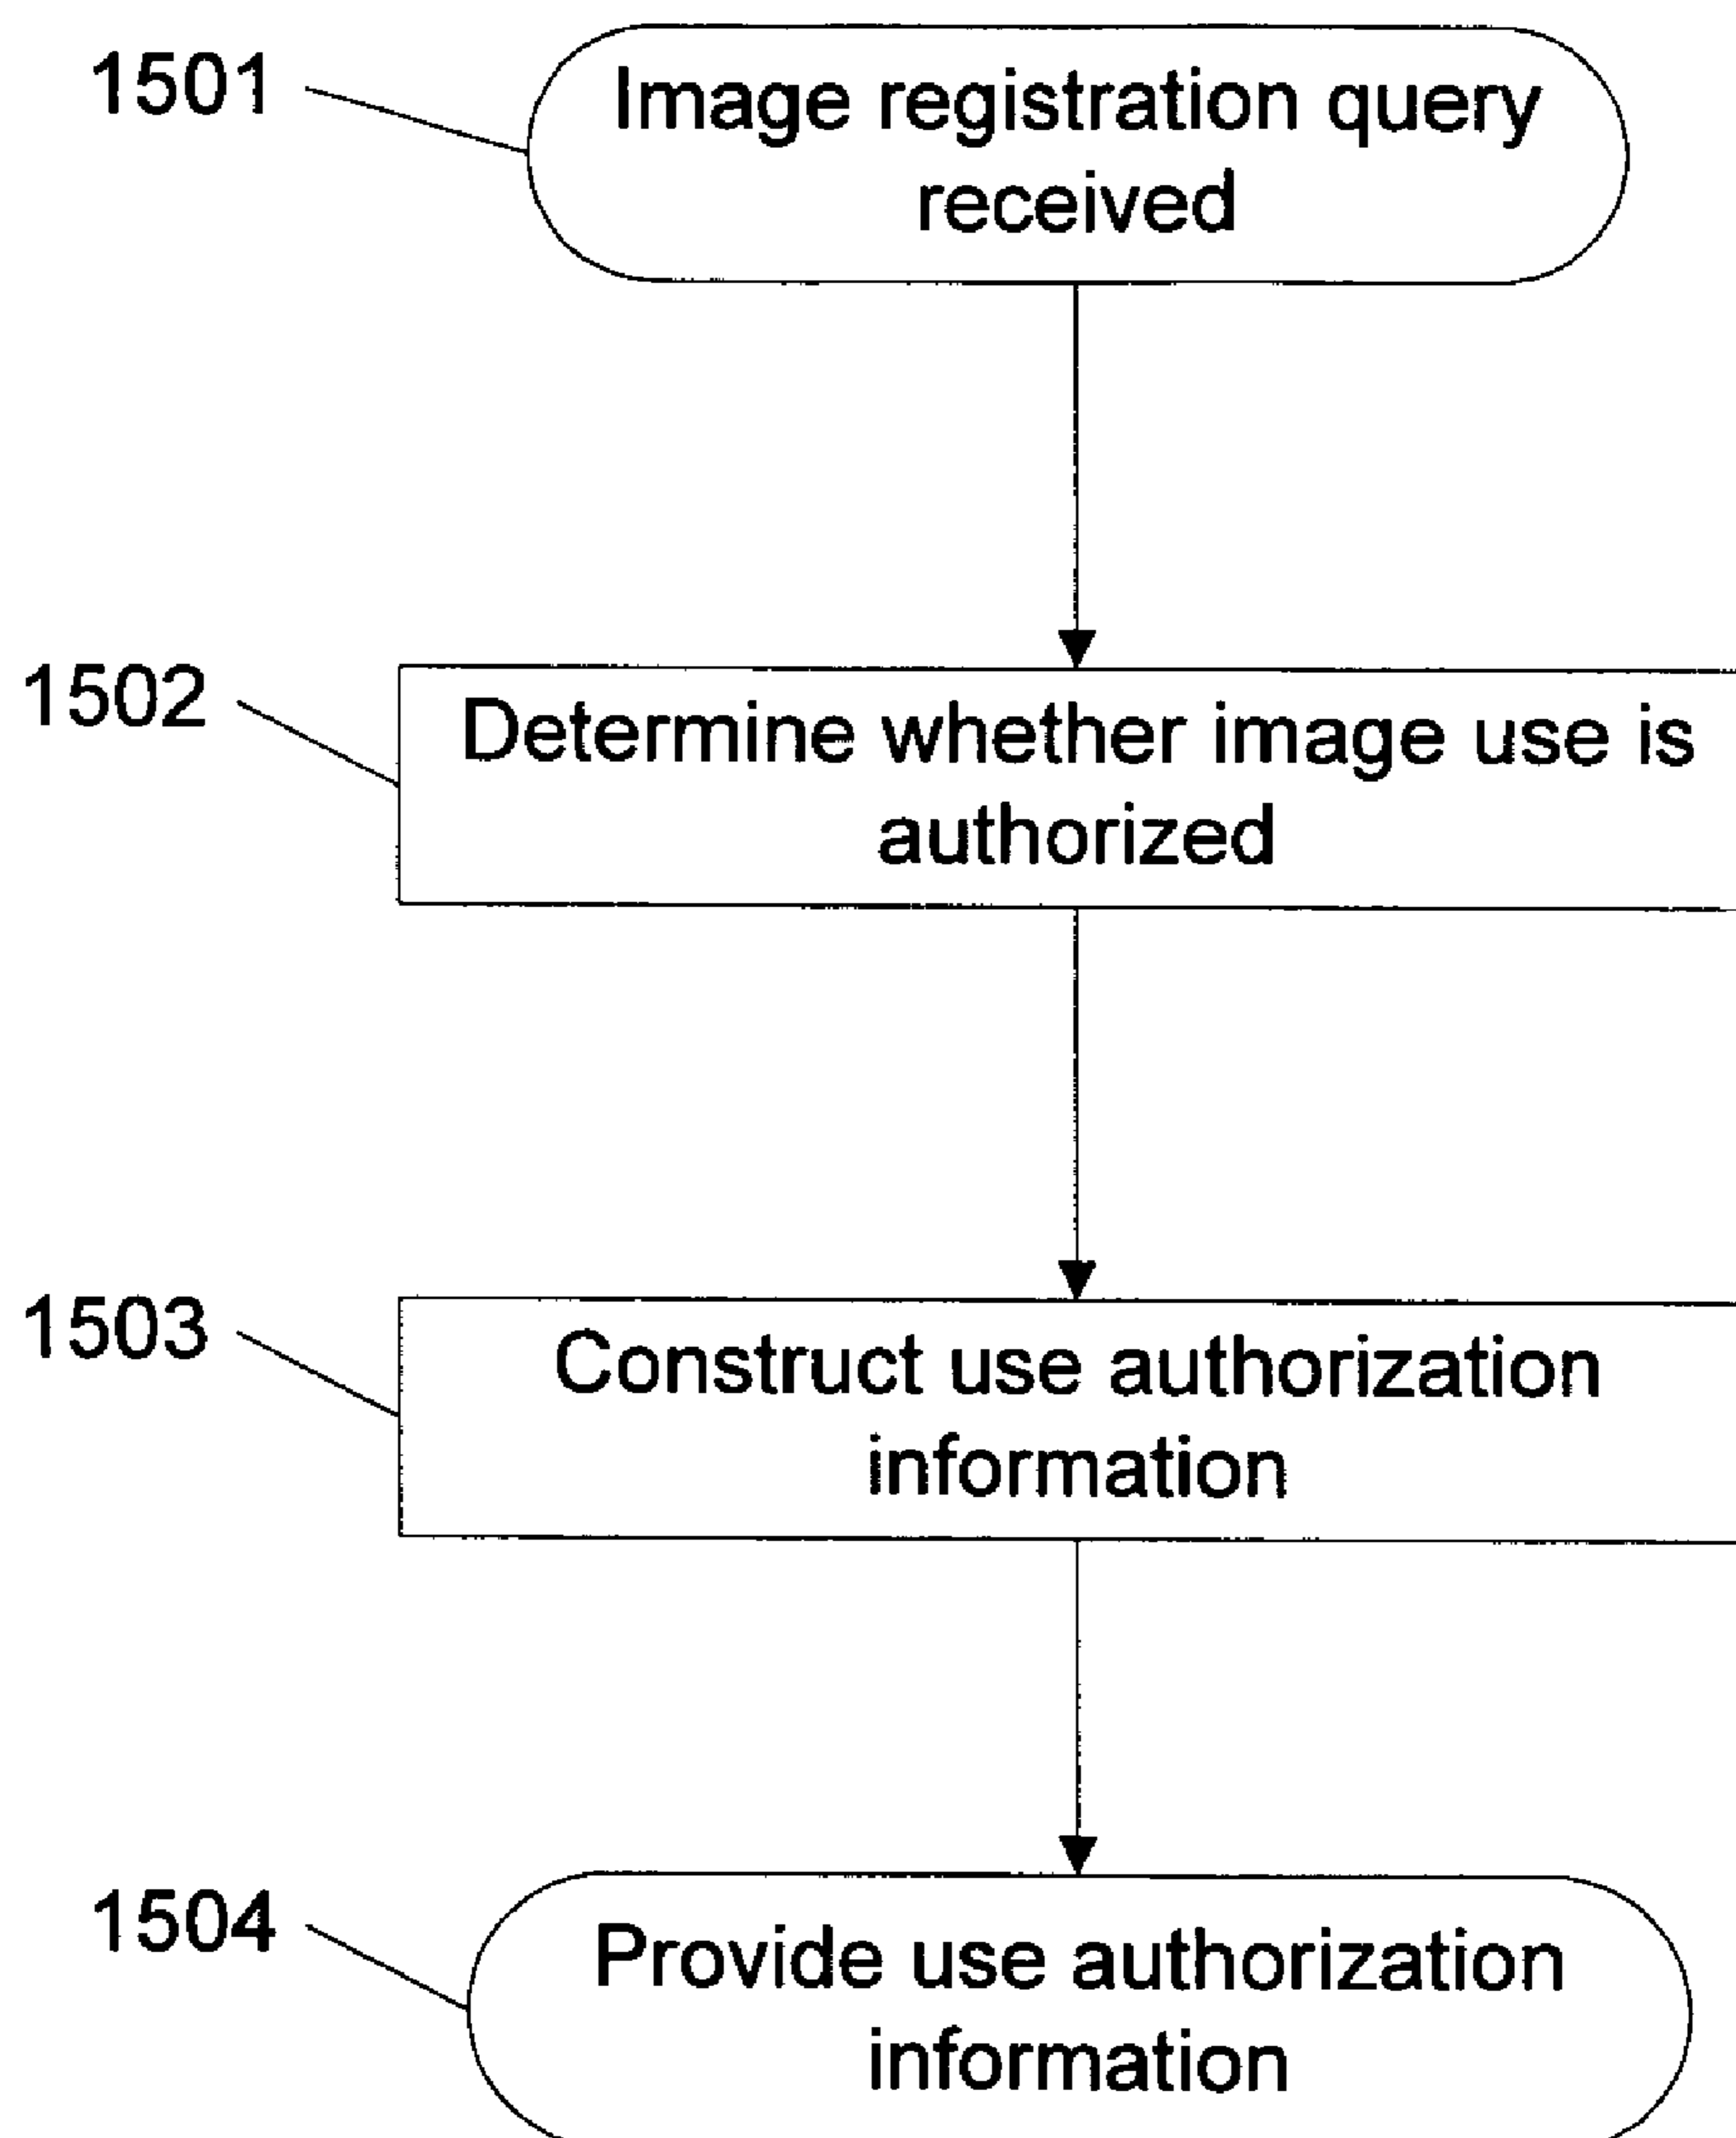 1501
Image registration query
received
1502
Determine whether image use is
authorized
1503
Construct use authorization
information
1504
Provide use authorization
information